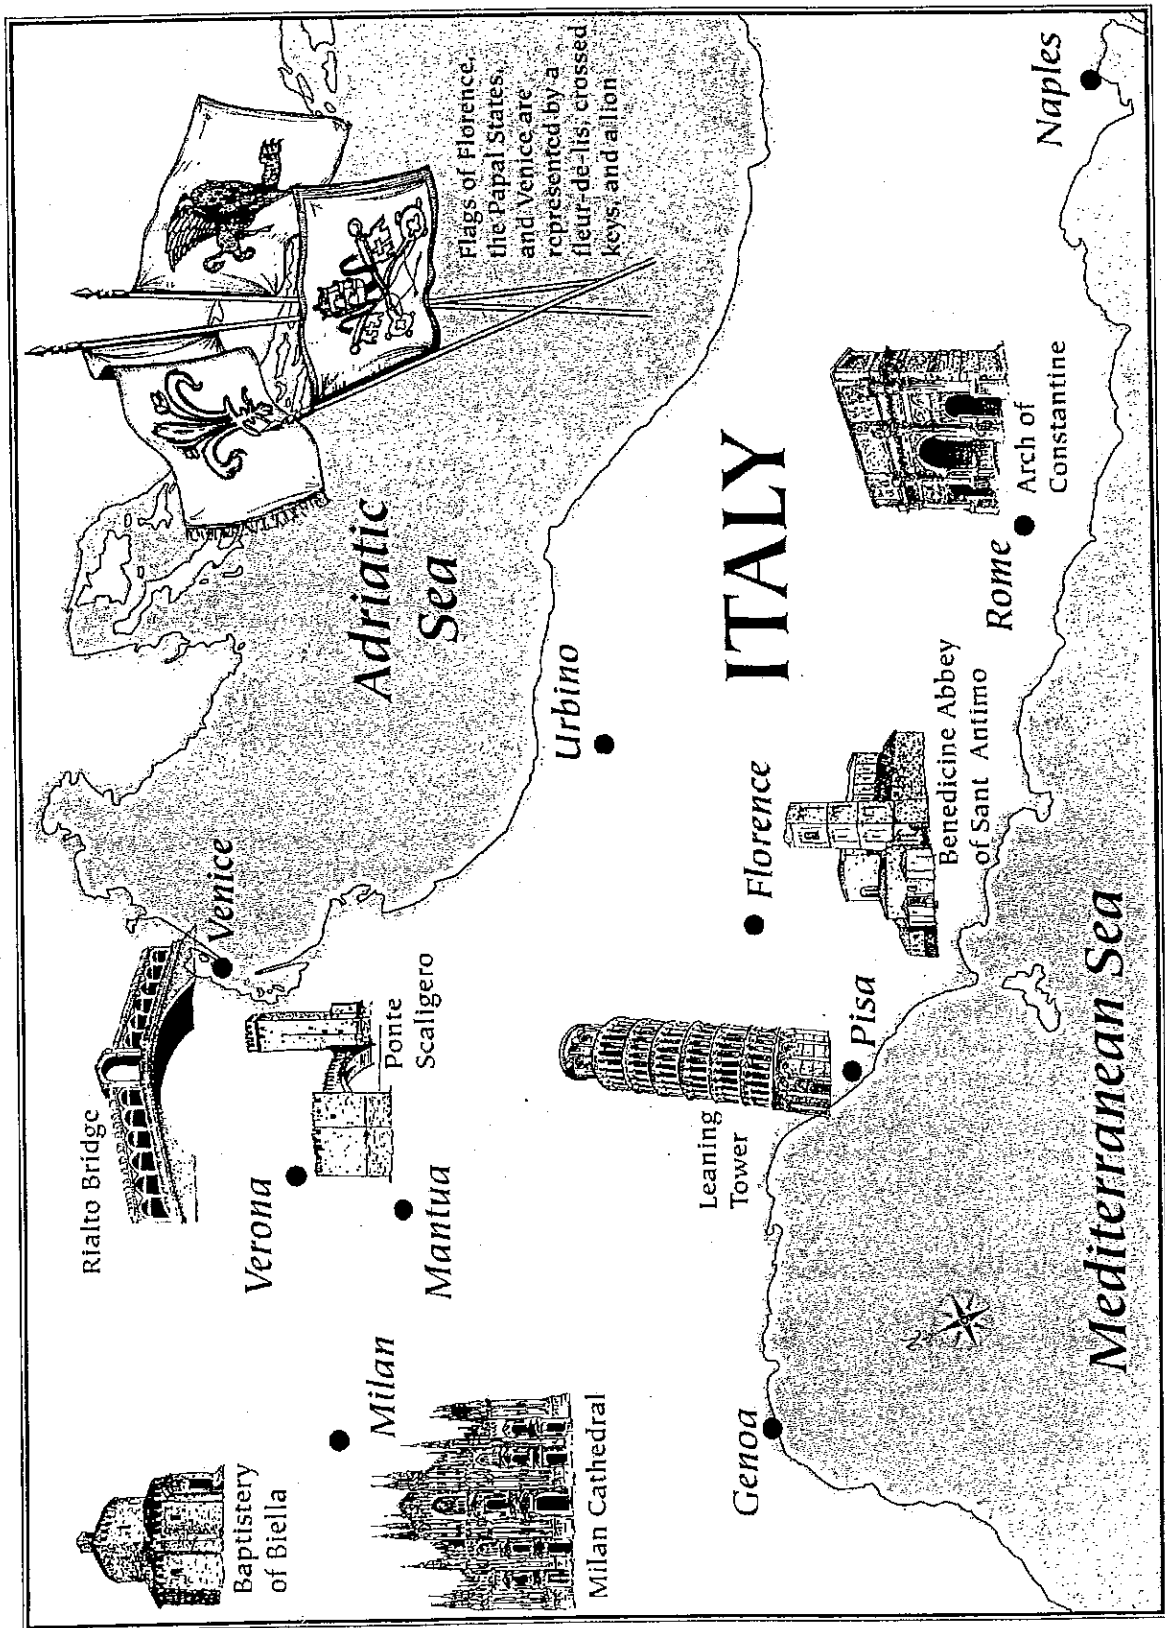 Rialto Bridge
Baptistery
of Biella
Venice
Verona
Ponte
Scaligero
Milan
Mantua
Milan Cathedral
Adriatic
Sea
Flags of Florence,
the Papal States,
and Venice are
represented by a
fleur-de-lis, crossed
keys, and a lion
Urbino
Leaning
Tower
Florence
ITALY
Genoa
Pisa
Benedicine Abbey
of Sant Antimo
Rome
Arch of
Constantine
Naples
N
Mediterranean Sea